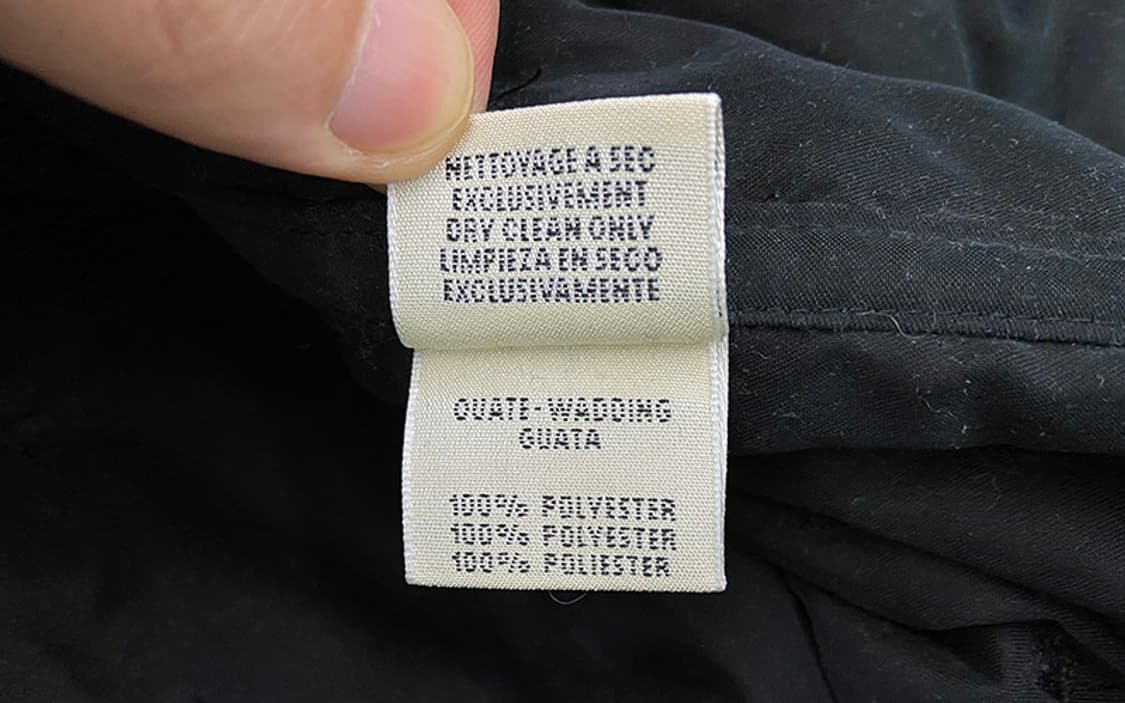 NETTOYAGE A SEC
EXCLUSIVEMENT
DRY CLEAN ONLY
LIMPIEZA EN SECO
EXCLUSIVAMENTE
OUATE-WADDING
GUATA
100% POLYESTER
100% POLYESTER
100% POLIESTER